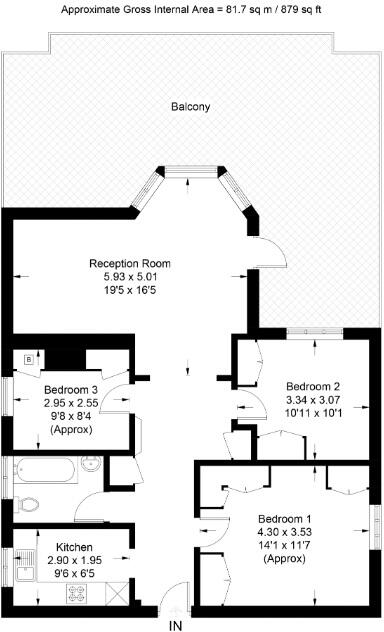 Approximate Gross Internal Area = 81.7 sq m / 879 sq ft
Balcony
Reception Room
5.93 x 5.01
19'5 x 16'5
B
Bedroom 3
2.95 x 2.55
9'8 x 8'4
(Approx)
Bedroom 2
3.34 x 3.07
10'11 x 10'1
Bedroom 1
4.30 x 3.53
14'1 x 11'7
(Approx)
Kitchen
2.90 x 1.95
9'6 x 6'5
IN